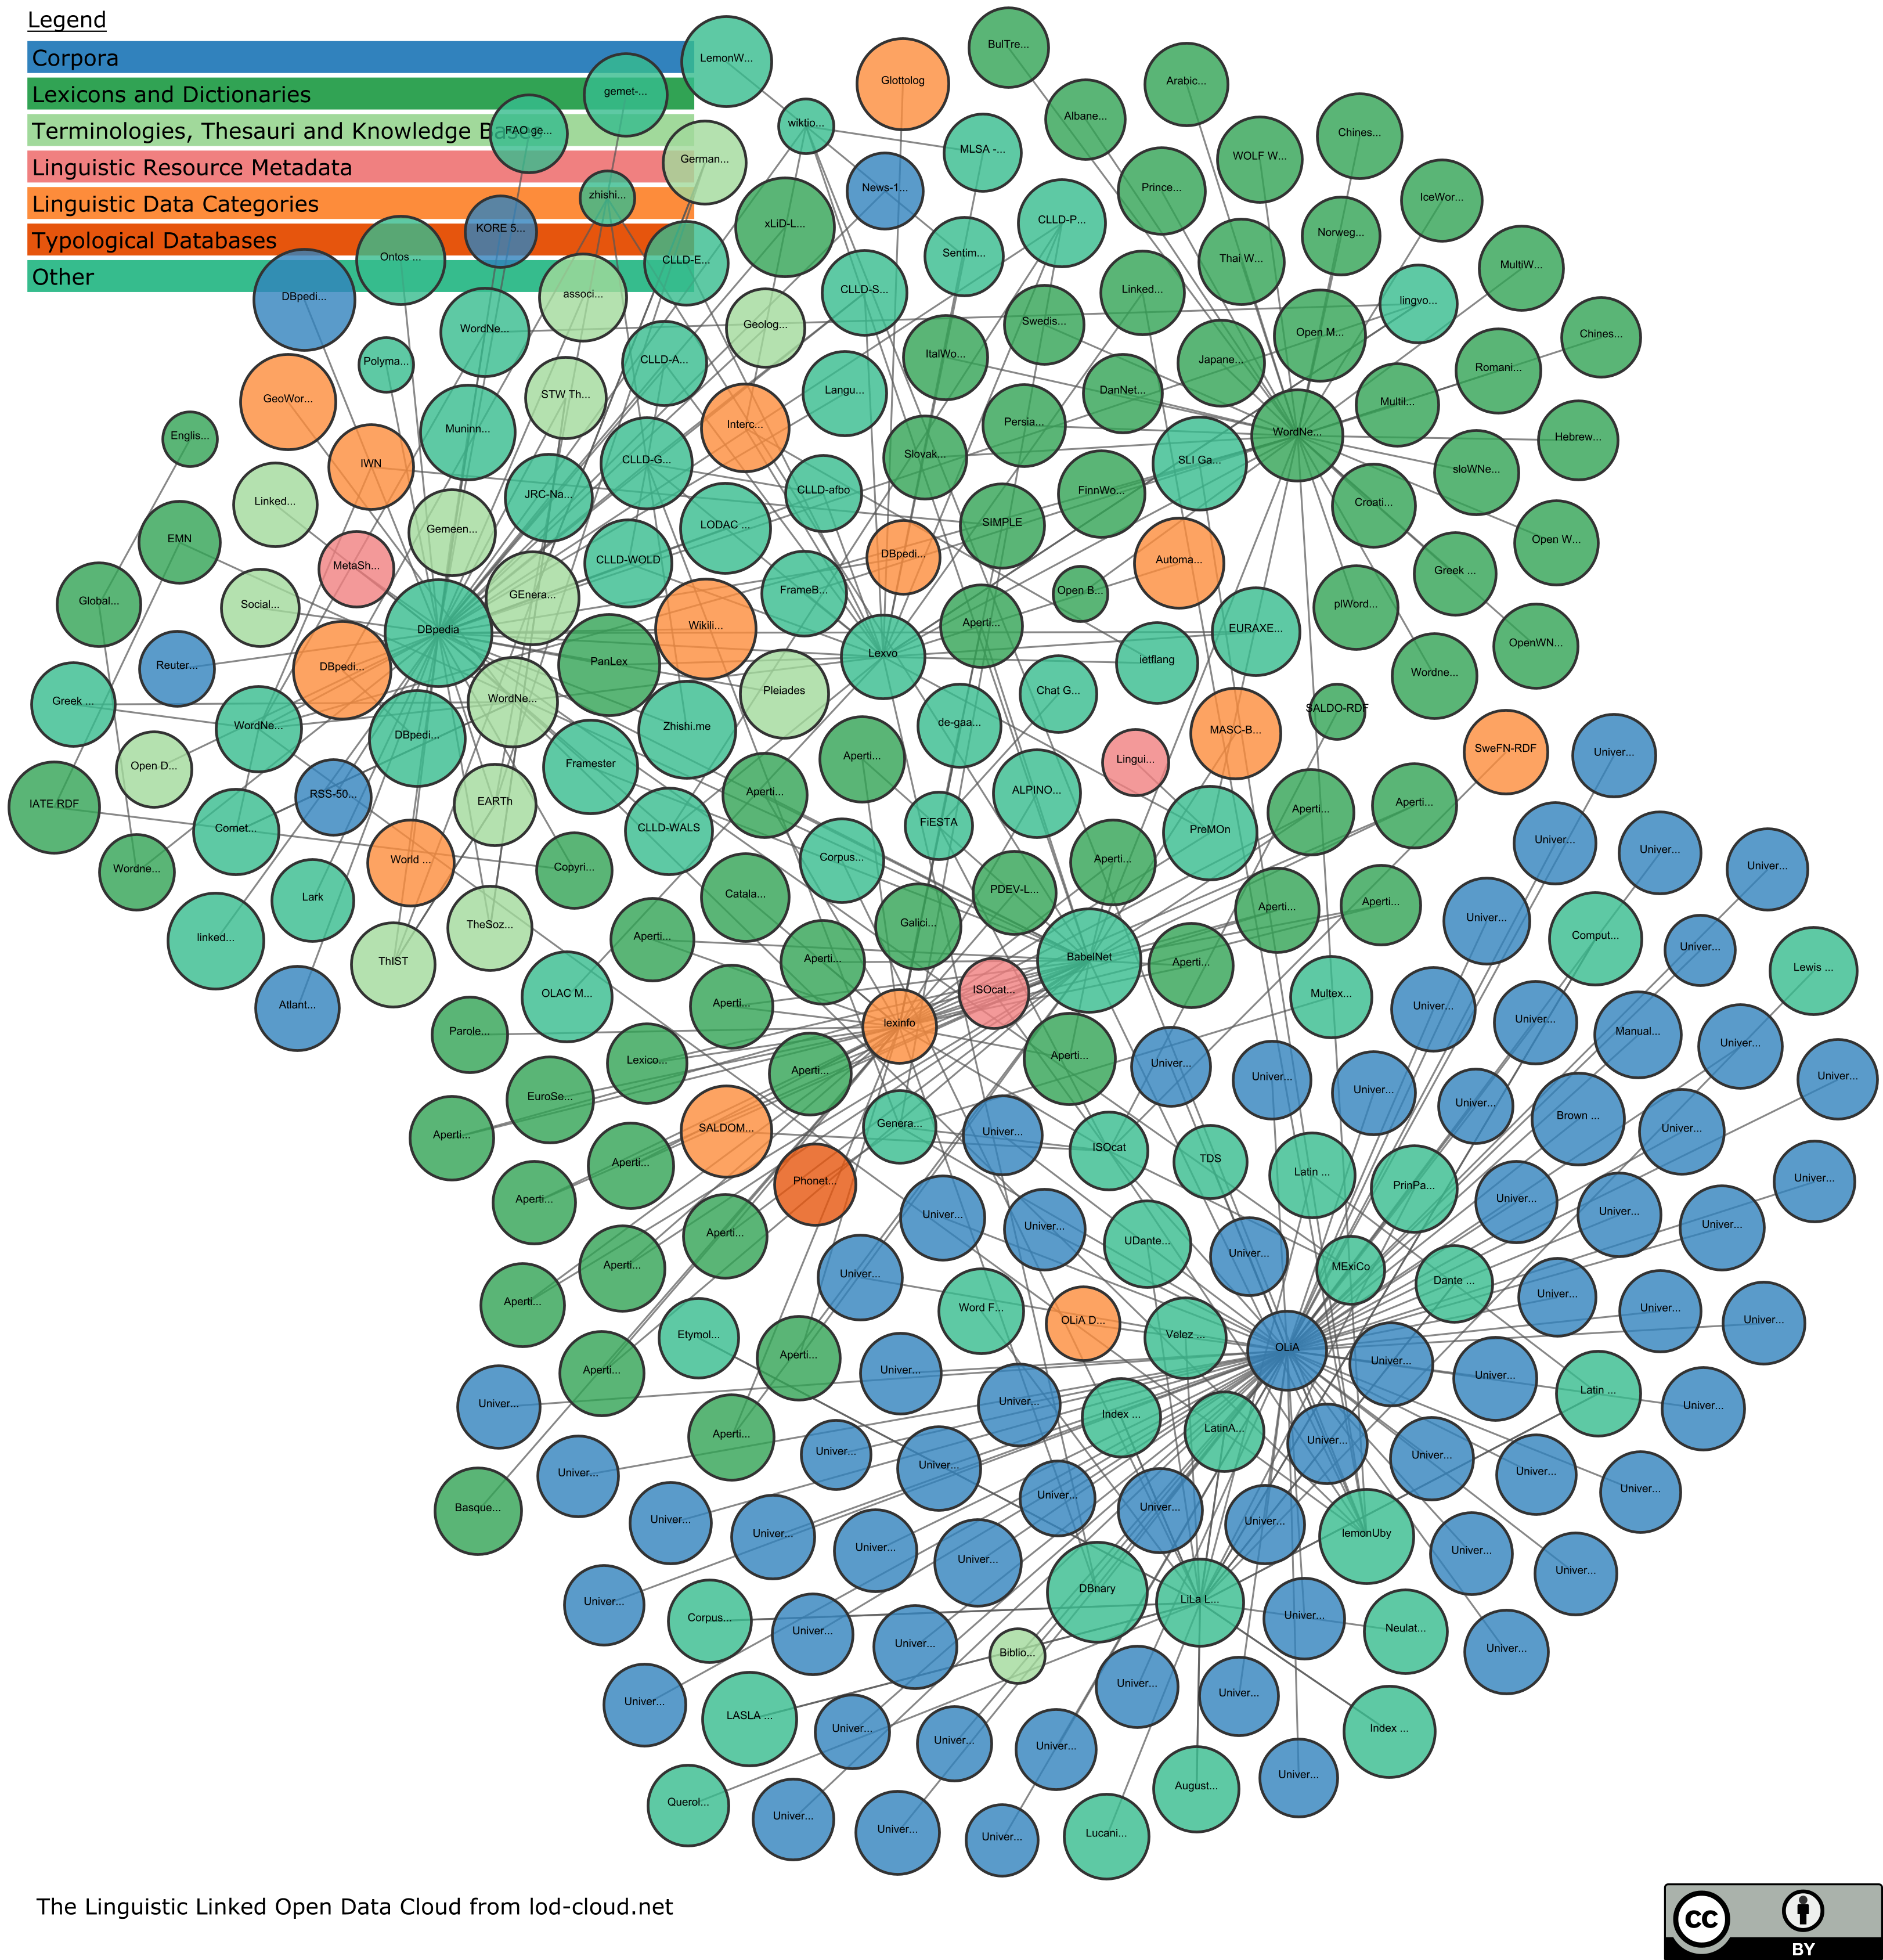 Legend
Corpora
Lexicons and Dictionaries
Terminologies, Thesauri and Knowledge Bases
Linguistic Resource Metadata
Linguistic Data Categories
Typological Databases
Other
LemonW...
gemet-...
FAO ge...
German...
zhishi...
KORE 5...
Ontos ...
DBpedi...
CLLD-E...
associ...
WordNe...
Polyma...
GeoWor...
Englis...
Glottolog
BulTre...
Arabic...
Albane...
Chines...
wiktio...
MLSA -...
News-1...
WOLF W...
Prince...
IceWor...
xLiD-L...
CLLD-P...
Sentim...
Norweg...
Thai W...
MultiW...
CLLD-S...
Linked...
lingvo...
Geolog...
Swedis...
Open M...
Chines...
CLLD-A...
ItalWo...
Japane...
Romani...
STW Th...
Langu...
DanNet...
Multil...
Muninn...
Interc...
Persia...
WordNe...
Hebrew...
IWN
CLLD-G...
Slovak...
SLI Ga...
sloWNe...
Linked...
JRC-Na...
CLLD-afbo
FinnWo...
Croati...
Gemeen...
LODAC ...
SIMPLE
Open W...
EMN
MetaSh...
CLLD-WOLD
DBpedi...
Automa...
Greek ...
Global...
Social...
GEnera...
FrameB...
Open B...
plWord...
DBpedia
Wikili...
Aperti...
EURAXE...
OpenWN...
Reuter...
DBpedi...
PanLex
Lexvo
ietflang
Wordne...
Greek ...
WordNe...
WordNe...
Pleiades
Chat G...
SALDO-RDF
DBpedi...
Zhishi.me
de-gaa...
MASC-B...
SweFN-RDF
Univer...
Open D...
Framester
Aperti...
Lingui...
RSS-50...
EARTh
Aperti...
ALPINO...
Aperti...
Aperti...
IATE RDF
Cornet...
CLLD-WALS
FiESTA
PreMOn
Univer...
Univer...
Wordne...
World ...
Copyri...
Corpus...
Aperti...
Univer...
Lark
Catala...
PDEV-L...
Aperti...
Aperti...
Univer...
linked...
TheSoz...
Aperti...
Galici...
Comput...
Univer...
ThIST
Aperti...
BabelNet
Aperti...
Lewis ...
Atlant...
OLAC M...
Aperti...
ISOcat...
Multex...
Univer...
Univer...
Manual...
Parole...
lexinfo
Univer...
Lexico...
Aperti...
Aperti...
Univer...
Univer...
Univer...
Univer...
EuroSe...
Univer...
Brown ...
Aperti...
SALDOM...
Genera...
Univer...
ISOcat
Univer...
Aperti...
TDS
Latin ...
PrinPa...
Univer...
Aperti...
Phonet...
Univer...
Univer...
Univer...
Univer...
Aperti...
UDante...
Univer...
Univer...
Aperti...
Univer...
MExiCo
Dante ...
Univer...
Aperti...
Word F...
OLiA D...
Univer...
Univer...
Etymol...
Velez ...
OLiA
Aperti...
Univer...
Univer...
Univer...
Latin ...
Aperti...
Univer...
Univer...
Index ...
LatinA...
Univer...
Aperti...
Univer...
Univer...
Univer...
Univer...
Univer...
Univer...
Univer...
Basque...
Univer...
Univer...
Univer...
Univer...
Univer...
lemonUby
Univer...
Univer...
Univer...
Univer...
DBnary
LiLa L...
Univer...
Corpus...
Univer...
Univer...
Univer...
Neulat...
Univer...
Biblio...
Univer...
Univer...
Univer...
LASLA ...
Univer...
Univer...
Univer...
Index ...
Querol...
Univer...
Univer...
Univer...
Lucani...
August...
Univer...
The Linguistic Linked Open Data Cloud from lod-cloud.net
cc
BY